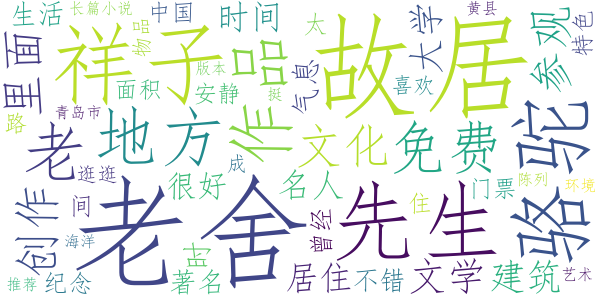 生活
长篇小说
中国
时间
太
黄县
里面
祥子
物品
作品
版本
气息
大学
故居
参观
特色
路
青岛市
面积
安静
挺
喜欢
老
地方
文化
免费
骆驼
创作
逛逛
间
很好
成
名人
曾经
住
门票
陈列
环境
海洋
老舍
时
先生
推荐
纪念
著名
居住
不错
文学
建筑
艺术